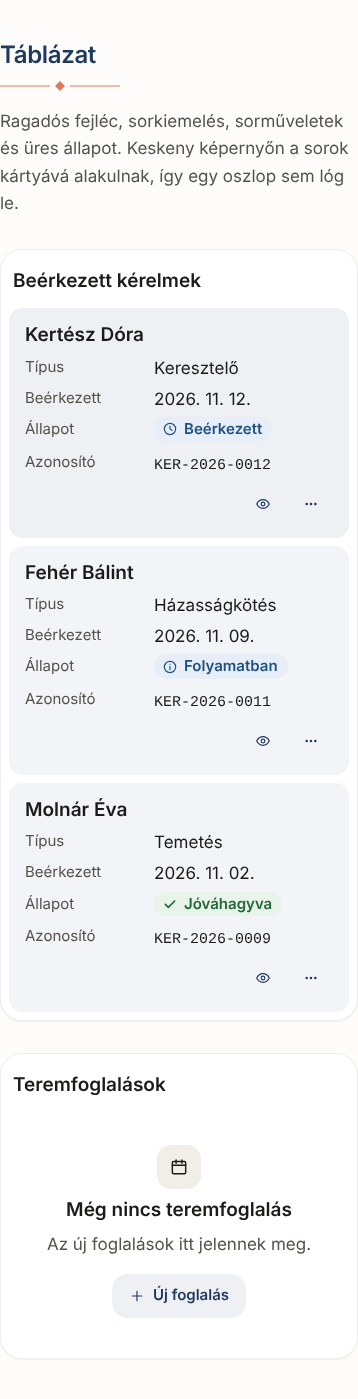 Táblázat
Ragadós fejléc, sorkiemelés, sorműveletek
és üres állapot. Keskeny képernyőn a sorok
kártyává alakulnak, így egy oszlop sem lóg
le.
Beérkezett kérelmek
Kertész Dóra
Típus Keresztelő
Beérkezett 2026. 11. 12.
Állapot Beérkezett
Azonosító KER-2026-0012
Fehér Bálint
Típus Házasságkötés
Beérkezett 2026. 11. 09.
Állapot Folyamatban
Azonosító KER-2026-0011
Molnár Éva
Típus Temetés
Beérkezett 2026. 11. 02.
Állapot Jóváhagyva
Azonosító KER-2026-0009
Teremfoglalások
Még nincs teremfoglalás
Az új foglalások itt jelennek meg.
Új foglalás